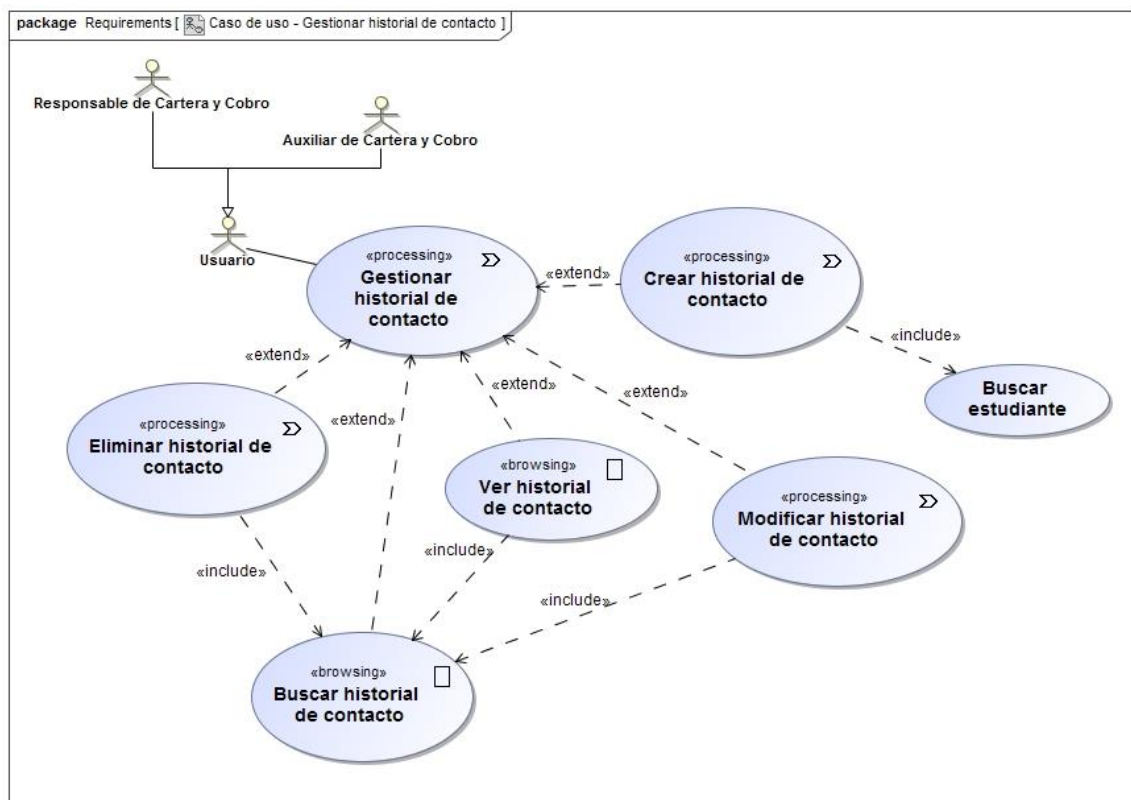 package Requirements [ Caso de uso - Gestionar historial de contacto ]
Responsable de Cartera y Cobro
Auxiliar de Cartera y Cobro
Usuario
«processing»
Gestionar
historial de
contacto
«extend»
«processing»
Crear historial de
contacto
«include»
Buscar
estudiante
«extend»
«extend»
«extend»
«extend»
«processing»
Eliminar historial de
contacto
«browsing»
Ver historial
de contacto
«processing»
Modificar historial
de contacto
«include»
«include»
«include»
«browsing»
Buscar historial
de contacto